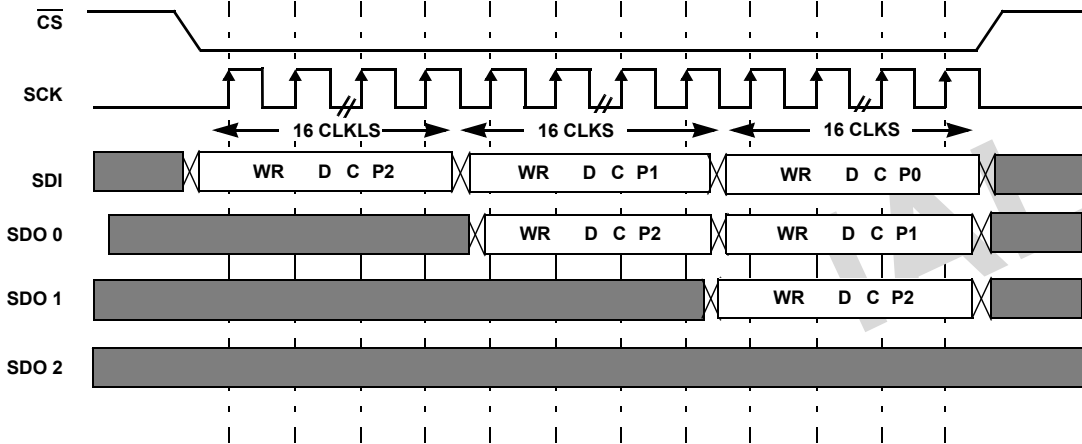 CS
SCK
16 CLKLS 16 CLKS 16 CLKS
SDI WR D C P2 WR D C P1 WR D C P0
SDO 0 WR D C P2 WR D C P1
SDO 1 WR D C P2
SDO 2